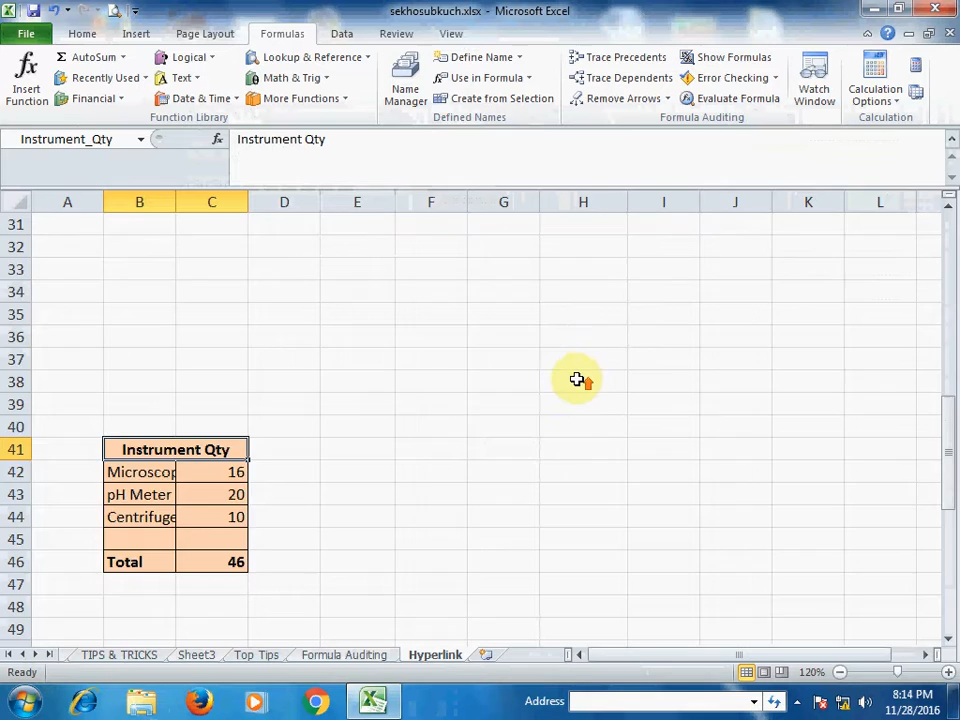 sekhosubkuch.xlsx - Microsoft Excel
File Home Insert Page Layout Formulas Data Review View
Insert Function
AutoSum
Recently Used
Financial
Logical
Text
Date & Time
Lookup & Reference
Math & Trig
More Functions
Function Library
Name Manager
Define Name
Use in Formula
Create from Selection
Defined Names
Trace Precedents
Trace Dependents
Remove Arrows
Show Formulas
Error Checking
Evaluate Formula
Formula Auditing
Watch Window
Calculation Options
Calculation
Instrument_Qty fx Instrument Qty
A B C D E F G H I J K L
31
32
33
34
35
36
37
38
39
40
41 Instrument Qty
42 Microscop 16
43 pH Meter 20
44 Centrifuge 10
45
46 Total 46
47
48
49
TIPS & TRICKS Sheet3 Top Tips Formula Auditing Hyperlink
Ready 120%
Address 8:14 PM
11/28/2016